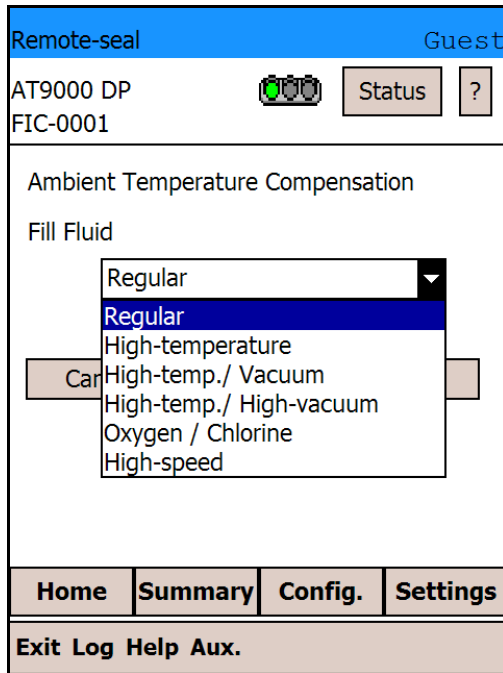 Remote-seal Guest
AT9000 DP Status ?
FIC-0001
Ambient Temperature Compensation
Fill Fluid
Regular
Regular
High-temperature
High-temp./ Vacuum
High-temp./ High-vacuum
Oxygen / Chlorine
High-speed
Home Summary Config. Settings
Exit Log Help Aux.